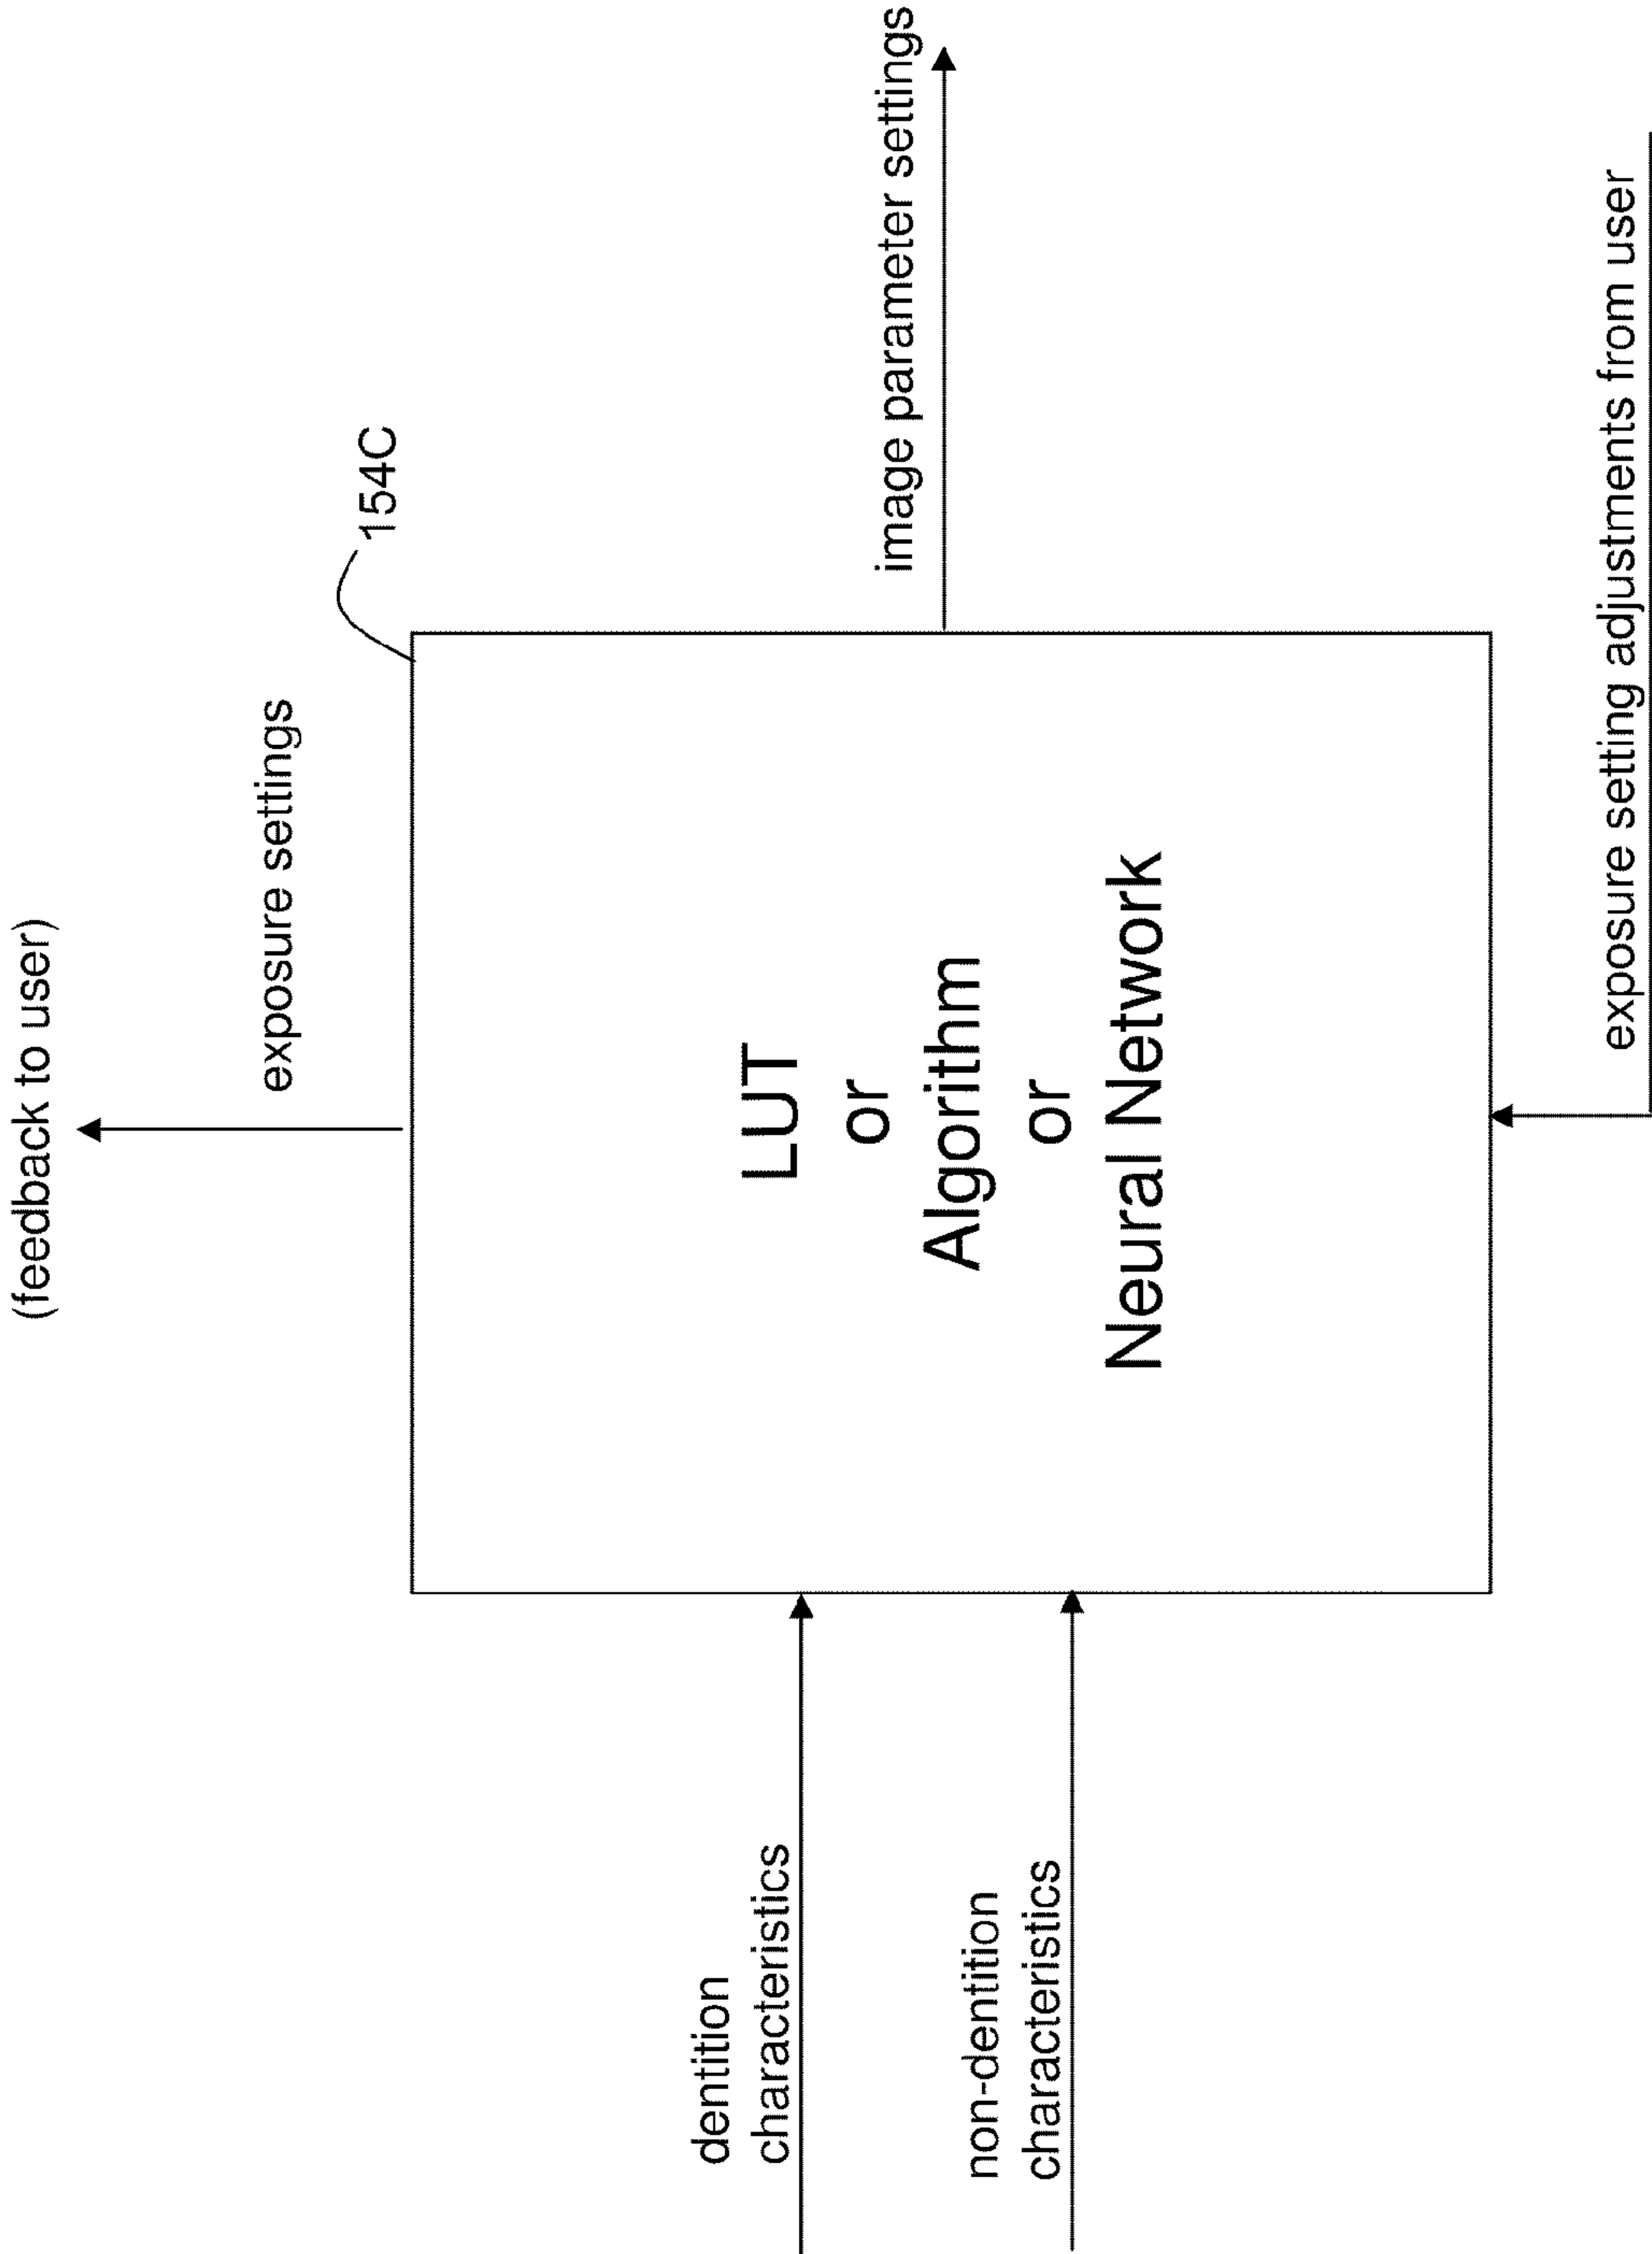 (feedback to user)
exposure settings
154C
LUT
or
Algorithm
or
Neural Network
dentition
characteristics
non-dentition
characteristics
image parameter settings
exposure setting adjustments from user